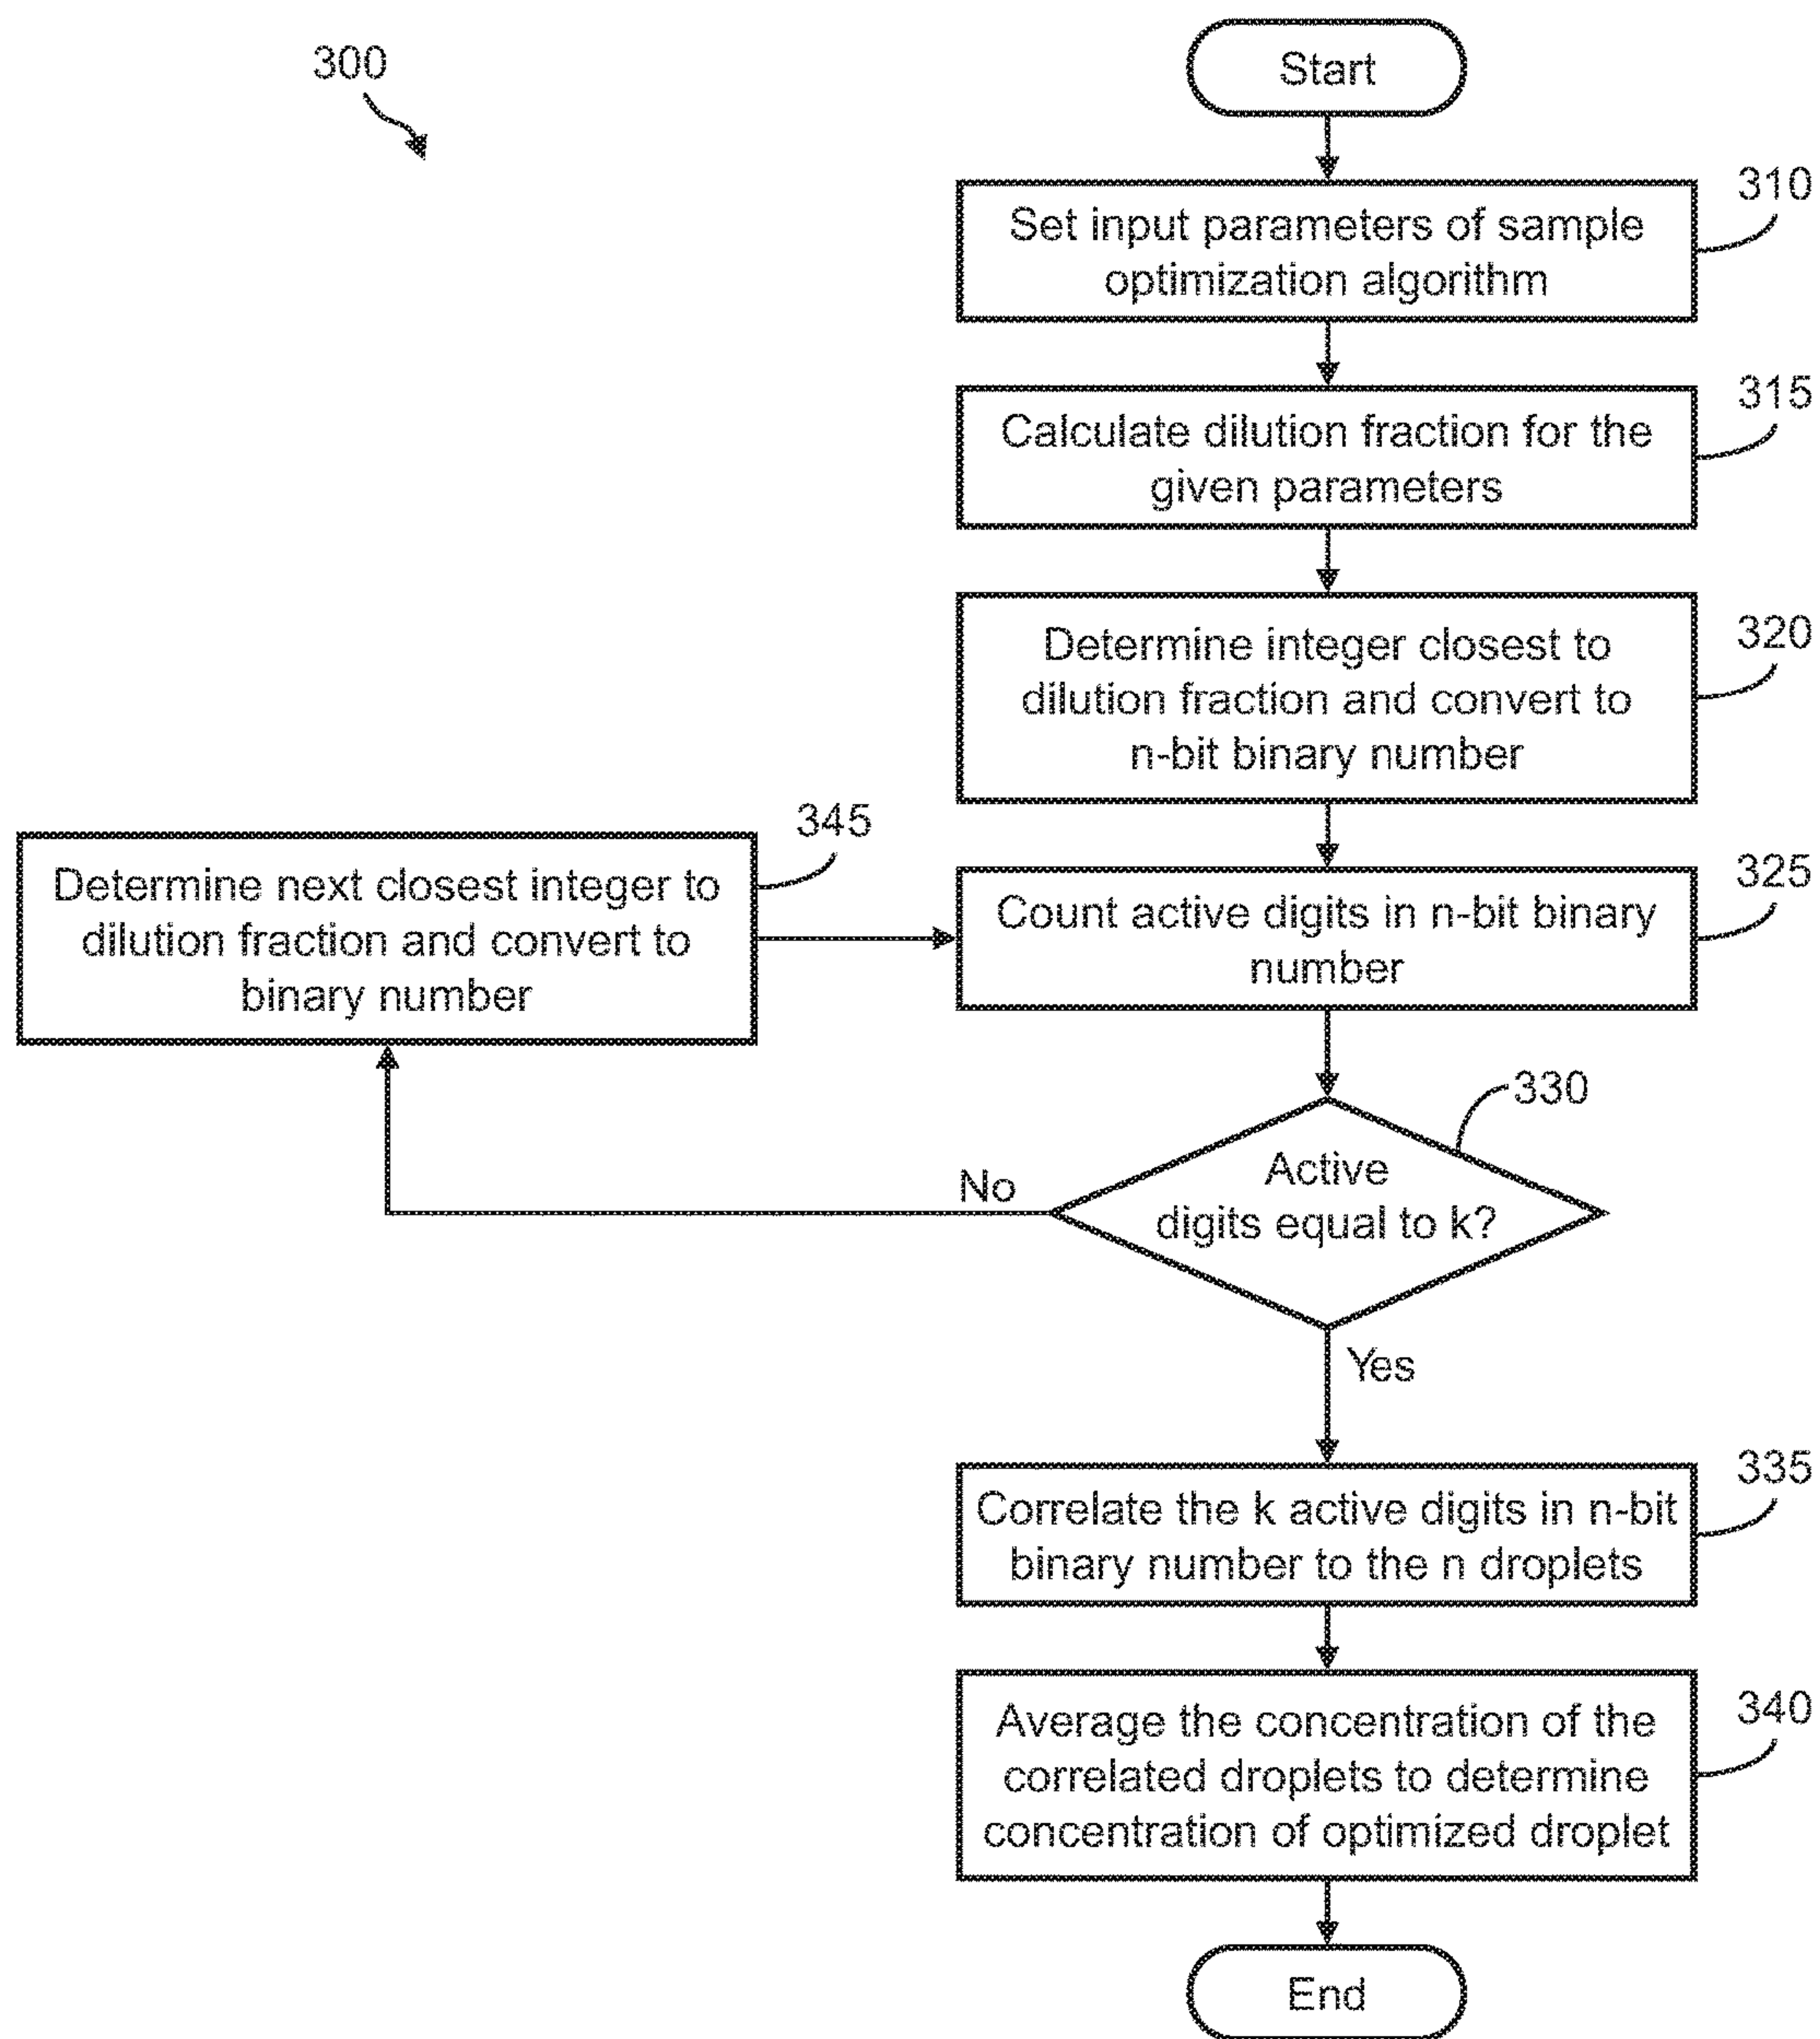 300
Start
310
Set input parameters of sample
optimization algorithm
315
Calculate dilution fraction for the
given parameters
320
Determine integer closest to
dilution fraction and convert to
n-bit binary number
345
Determine next closest integer to
dilution fraction and convert to
binary number
325
Count active digits in n-bit binary
number
330
Active
digits equal to k?
No
Yes
335
Correlate the k active digits in n-bit
binary number to the n droplets
340
Average the concentration of the
correlated droplets to determine
concentration of optimized droplet
End